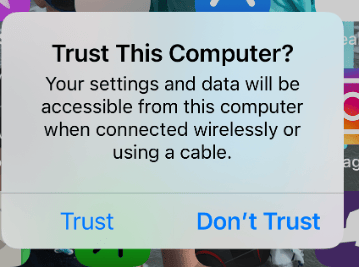 Trust This Computer?
Your settings and data will be
accessible from this computer
when connected wirelessly or
using a cable.
Trust
Don't Trust